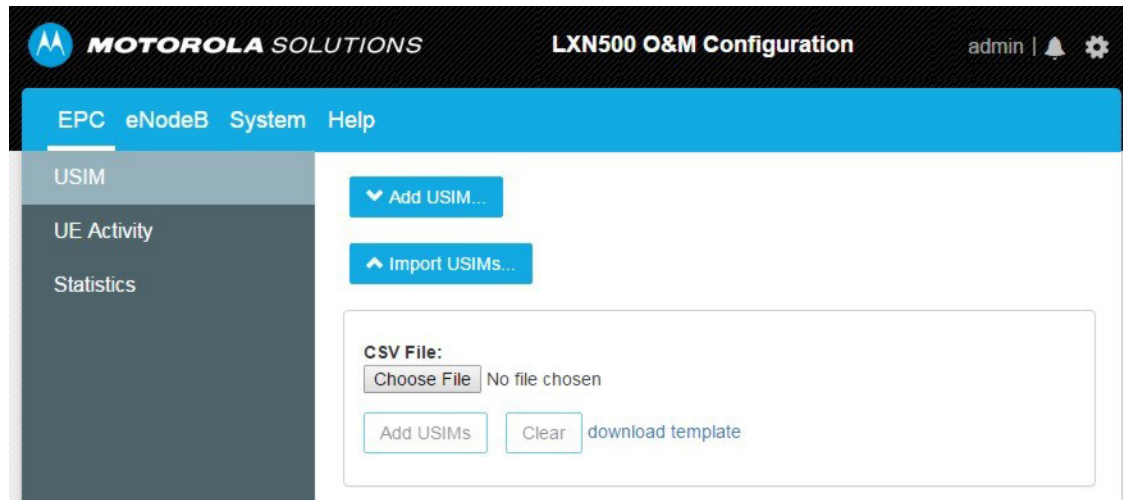 MOTOROLA SOLUTIONS LXN500 O&M Configuration admin |
EPC eNodeB System Help
USIM
UE Activity
Statistics
Add USIM...
Import USIMs...
CSV File:
Choose File No file chosen
Add USIMs Clear download template